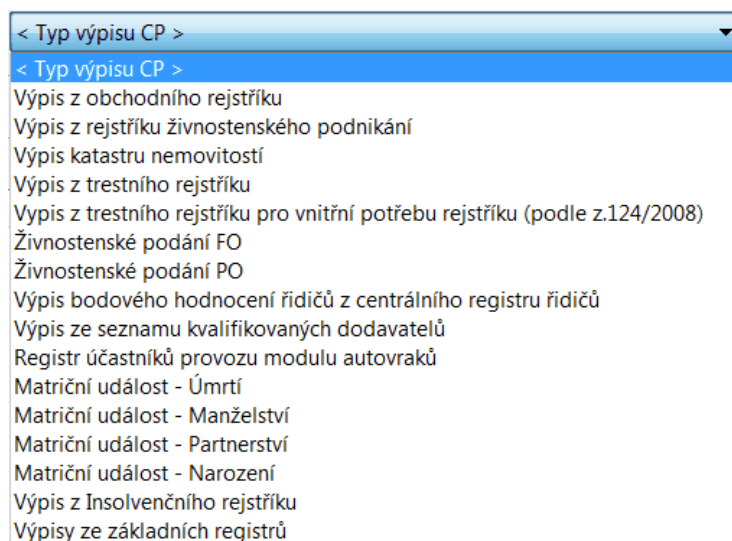 < Typ výpisu CP >
< Typ výpisu CP >
Výpis z obchodního rejstříku
Výpis z rejstříku živnostenského podnikání
Výpis katastru nemovitostí
Výpis z trestního rejstříku
Vypis z trestního rejstříku pro vnitřní potřebu rejstříku (podle z.124/2008)
Živnostenské podání FO
Živnostenské podání PO
Výpis bodového hodnocení řidičů z centrálního registru řidičů
Výpis ze seznamu kvalifikovaných dodavatelů
Registr účastníků provozu modulu autovraků
Matriční událost - Úmrtí
Matriční událost - Manželství
Matriční událost - Partnerství
Matriční událost - Narození
Výpis z Insolvenčního rejstříku
Výpisy ze základních registrů